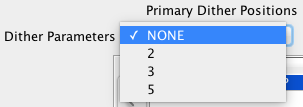 Primary Dither Positions
Dither Parameters ✓ NONE
2
3
5